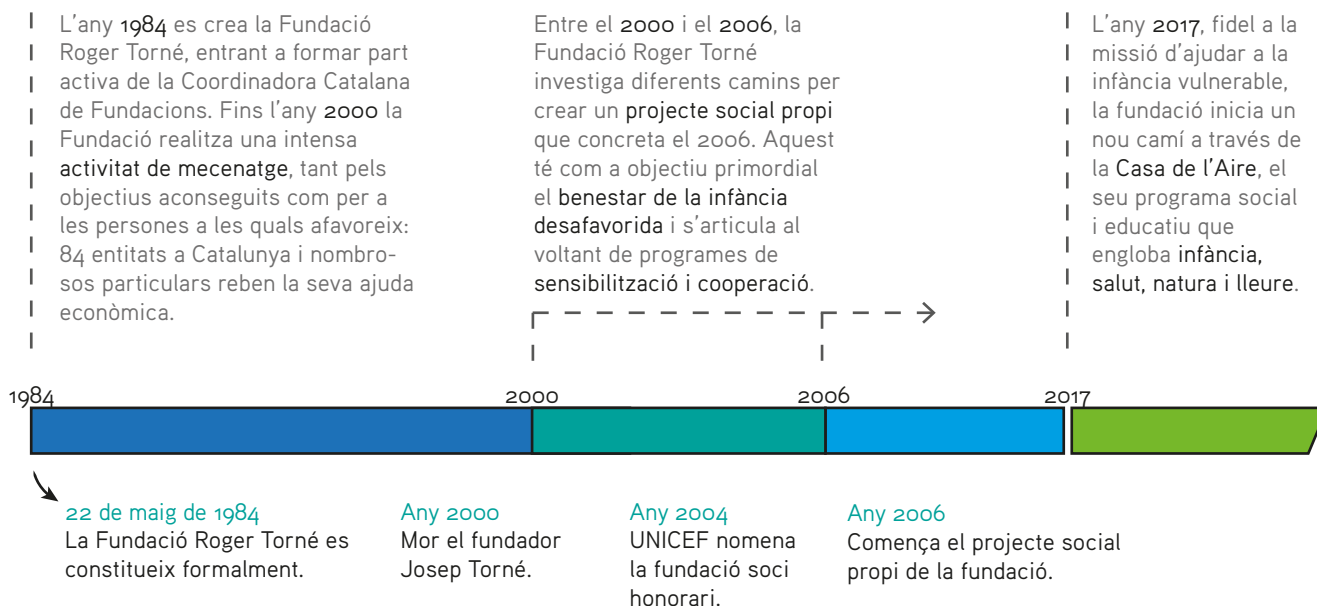 L'any 1984 es crea la Fundació
Roger Torné, entrant a formar part
activa de la Coordinadora Catalana
de Fundacions. Fins l'any 2000 la
Fundació realitza una intensa
activitat de mecenatge, tant pels
objectius aconseguits com per a
les persones a les quals afavoreix:
84 entitats a Catalunya i nombro-
sos particulars reben la seva ajuda
econòmica.
Entre el 2000 i el 2006, la
Fundació Roger Torné
investiga diferents camins per
crear un projecte social propi
que concreta el 2006. Aquest
té com a objectiu primordial
el benestar de la infància
desafavorida i s'articula al
voltant de programes de
sensibilització i cooperació.
L'any 2017, fidel a la
missió d'ajudar a la
infància vulnerable,
la fundació inicia un
nou camí a través de
la Casa de l'Aire, el
seu programa social
i educatiu que
engloba infància,
salut, natura i lleure.
1984
2000
2006
2017
22 de maig de 1984
La Fundació Roger Torné es
constitueix formalment.
Any 2000
Mor el fundador
Josep Torné.
Any 2004
UNICEF nomena
la fundació soci
honorari.
Any 2006
Comença el projecte social
propi de la fundació.